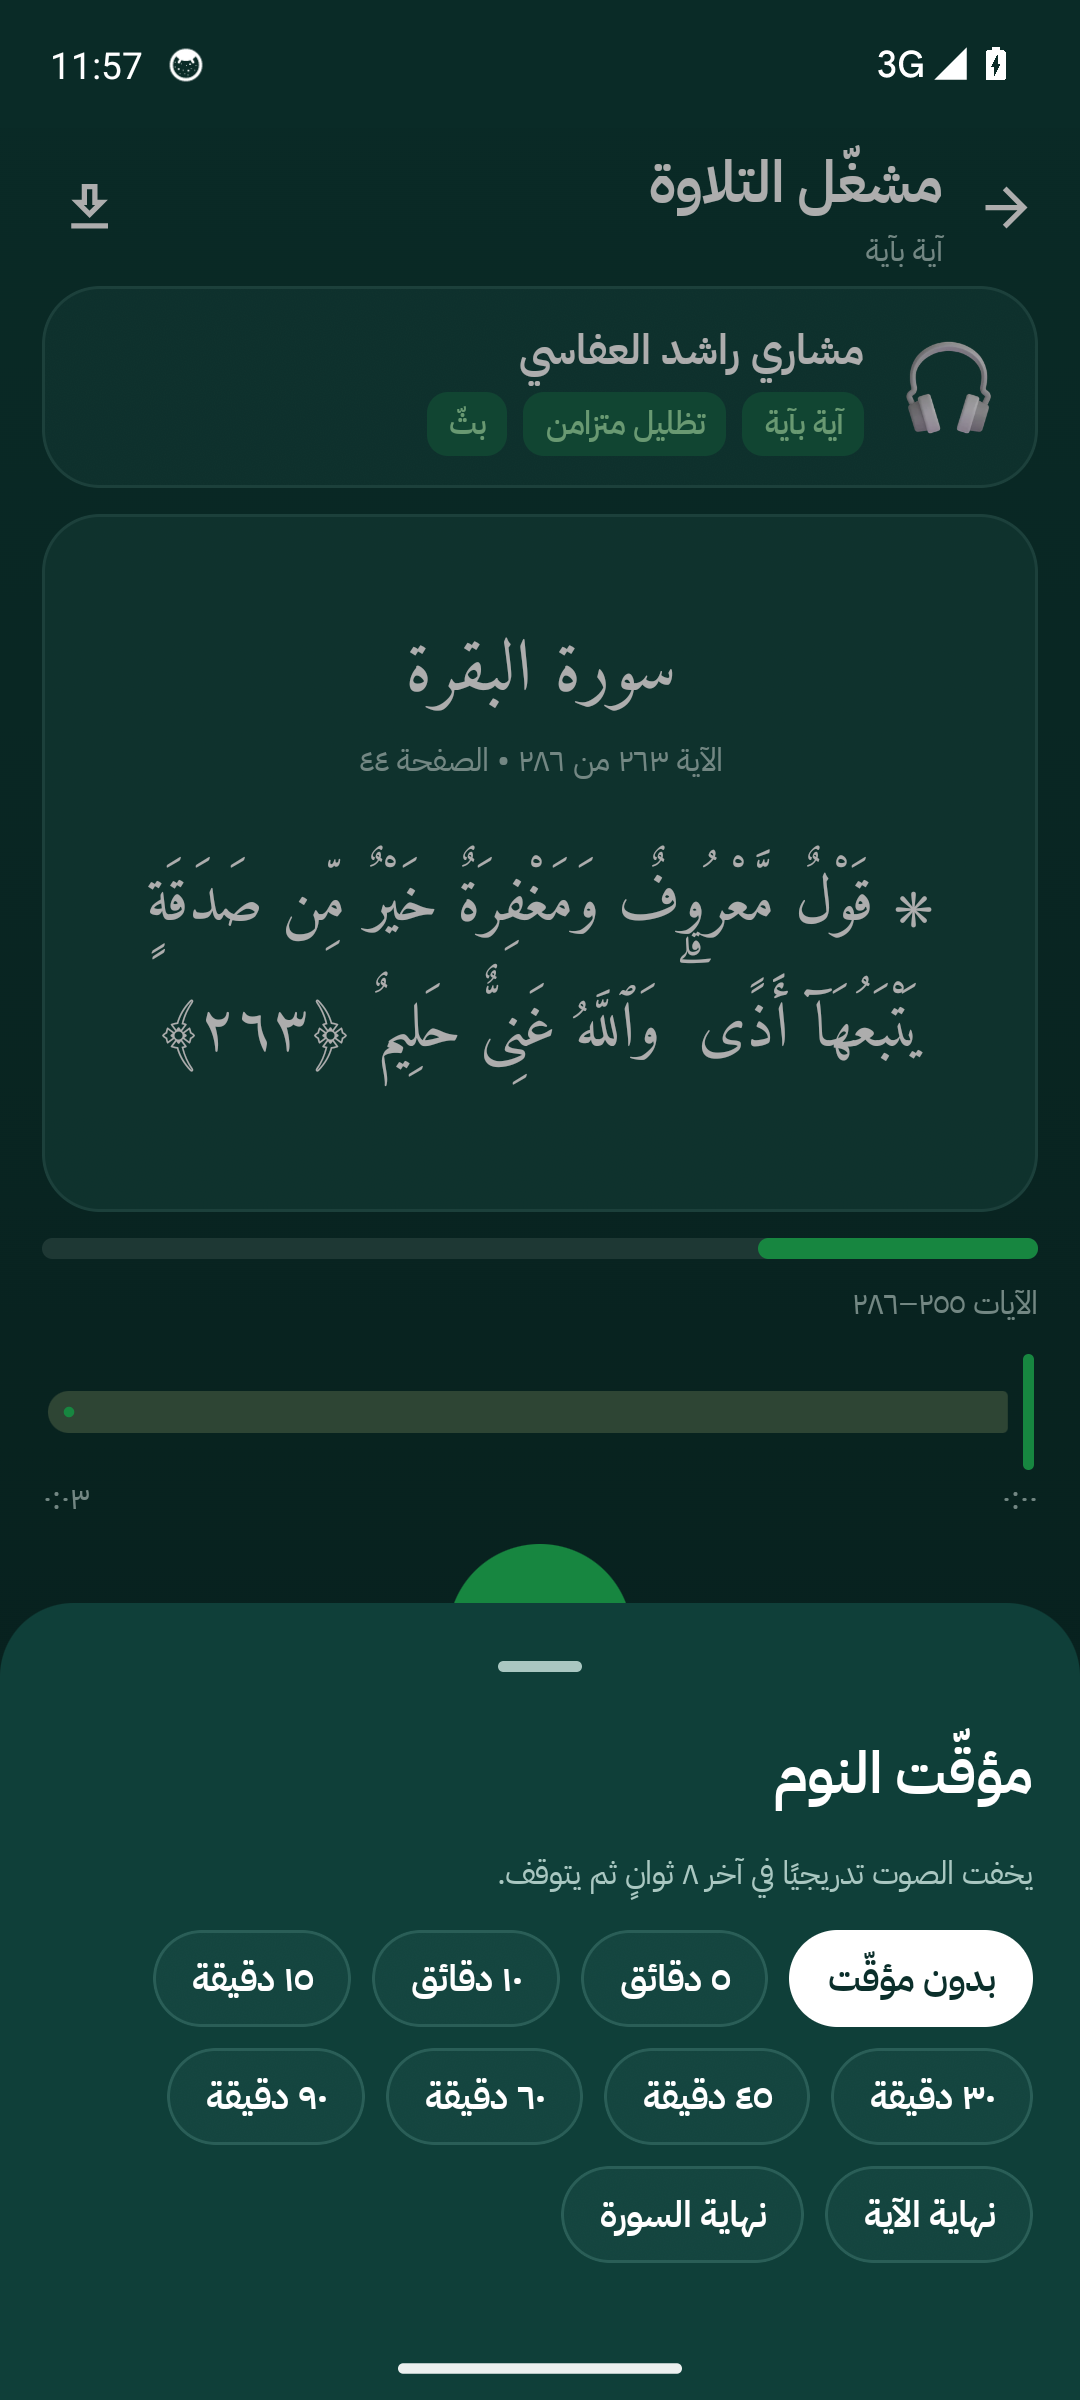 11:57
3G
مشغّل التلاوة
آية بآية
مشاري راشد العفاسي
آية بآية
تظليل متزامن
بثّ
سورة البقرة
الآية ٢٦٣ من ٢٨٦ • الصفحة ٤٤
* قَوْلٌ مَّعْرُوفٌ وَمَغْفِرَةٌ خَيْرٌ مِّن صَدَقَةٍ
يَتْبَعُهَآ أَذًى ۗ وَٱللَّهُ غَنِىٌّ حَلِيمٌ ﴿٢٦٣﴾
الآيات ٢٥٥–٢٨٦
٠:٠٠
٠:٠٣
مؤقّت النوم
يخفت الصوت تدريجيًا في آخر ٨ ثوانٍ ثم يتوقف.
بدون مؤقّت
٥ دقائق
١٠ دقائق
١٥ دقيقة
٣٠ دقيقة
٤٥ دقيقة
٦٠ دقيقة
٩٠ دقيقة
نهاية الآية
نهاية السورة